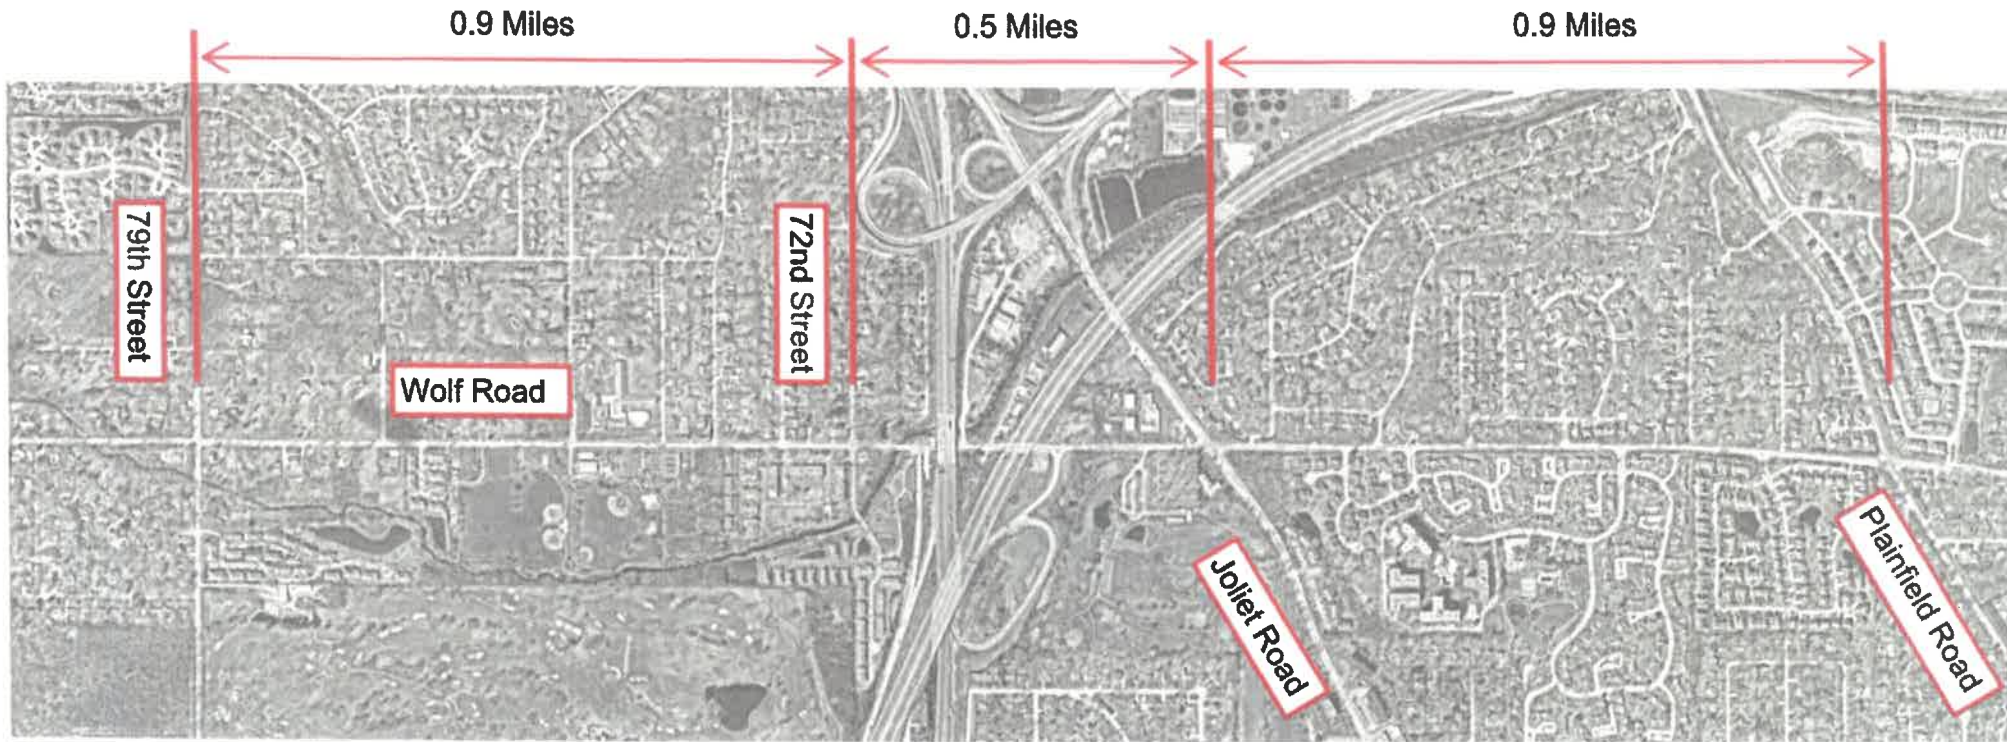 0.9 Miles
0.5 Miles
0.9 Miles
79th Street
Wolf Road
72nd Street
Joliet Road
Plainfield Road